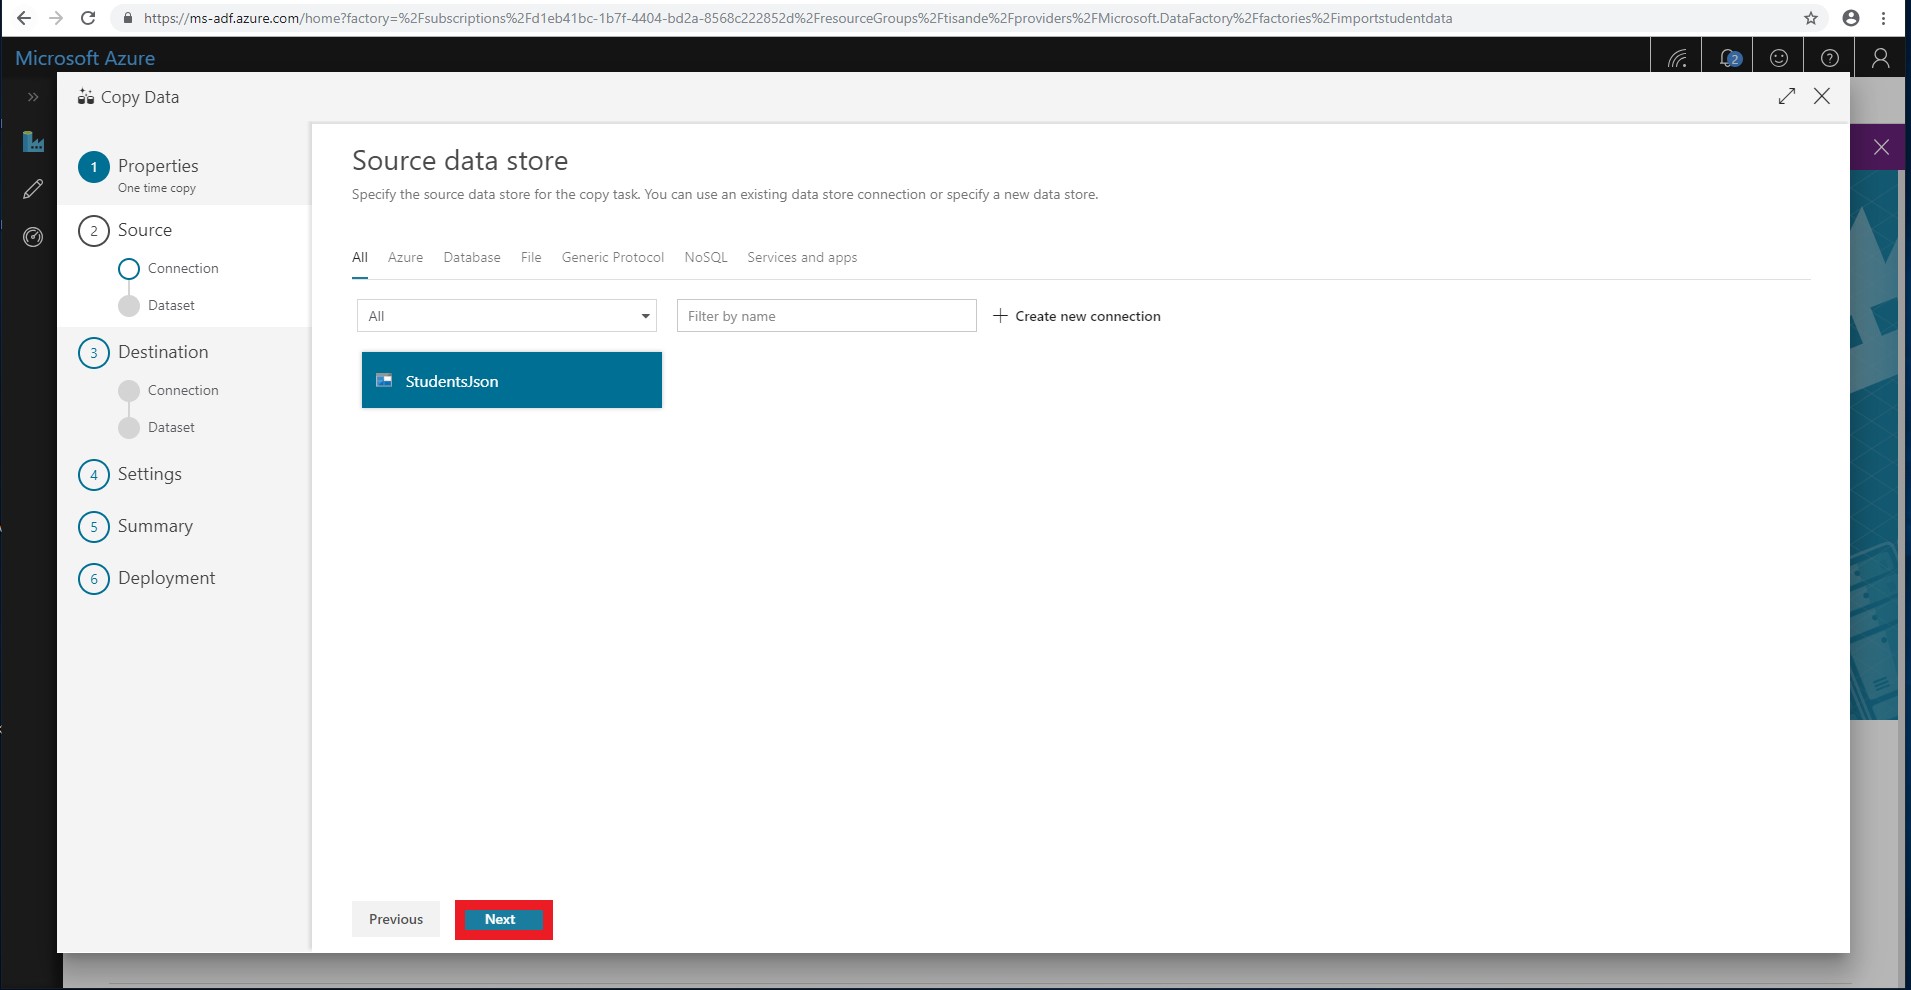 https://ms-adf.azure.com/home?factory=%2Fsubscriptions%2Fd1eb41bc-1b7f-4404-bd2a-8568c222852d%2FresourceGroups%2Ftisande%2Fproviders%2FMicrosoft.DataFactory%2Ffactories%2Fimportstudentdata
Microsoft Azure
2
Copy Data
1 Properties
One time copy
2 Source
Connection
Dataset
3 Destination
Connection
Dataset
4 Settings
5 Summary
6 Deployment
Source data store
Specify the source data store for the copy task. You can use an existing data store connection or specify a new data store.
All Azure Database File Generic Protocol NoSQL Services and apps
All Filter by name Create new connection
StudentsJson
Previous Next